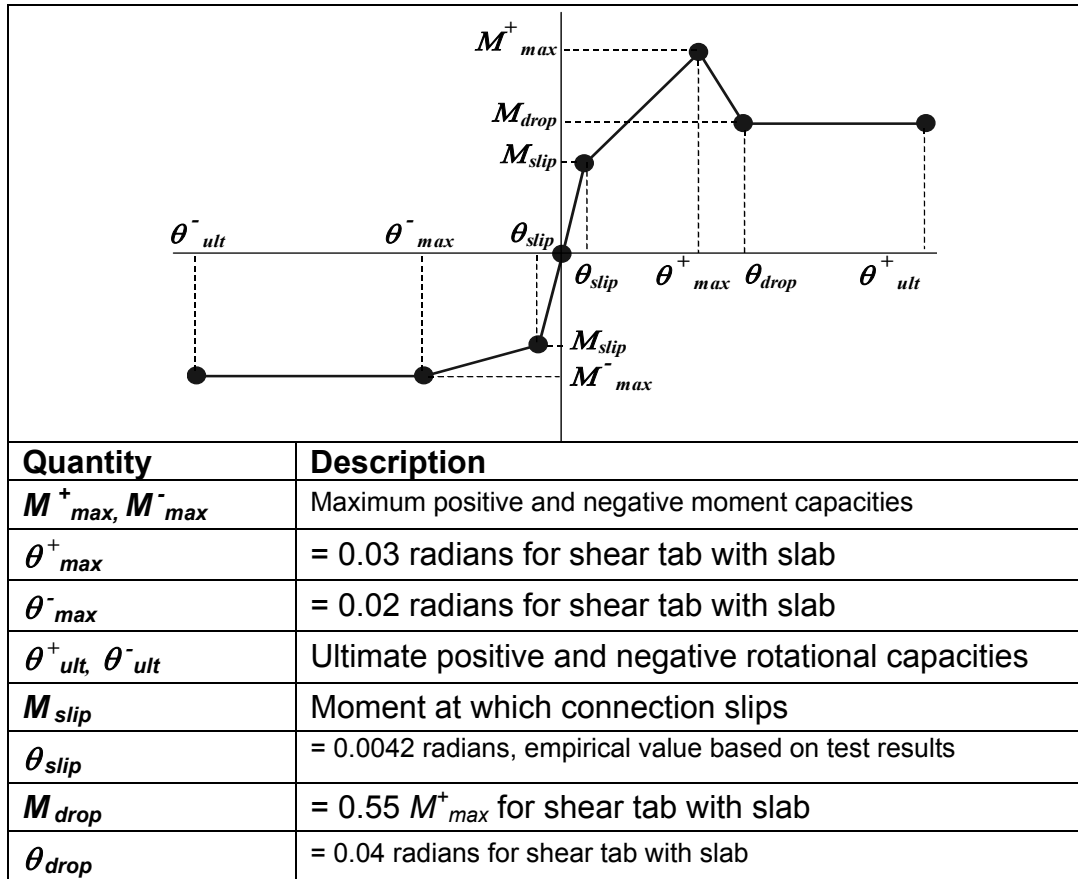 M⁺max
Mdrop
Mslip
θ⁻ult θ⁻max θslip
θslip θ⁺max θdrop θ⁺ult
Mslip
M⁻max
Quantity Description
M⁺max, M⁻max Maximum positive and negative moment capacities
θ⁺max = 0.03 radians for shear tab with slab
θ⁻max = 0.02 radians for shear tab with slab
θ⁺ult, θ⁻ult Ultimate positive and negative rotational capacities
Mslip Moment at which connection slips
θslip = 0.0042 radians, empirical value based on test results
Mdrop = 0.55 M⁺max for shear tab with slab
θdrop = 0.04 radians for shear tab with slab